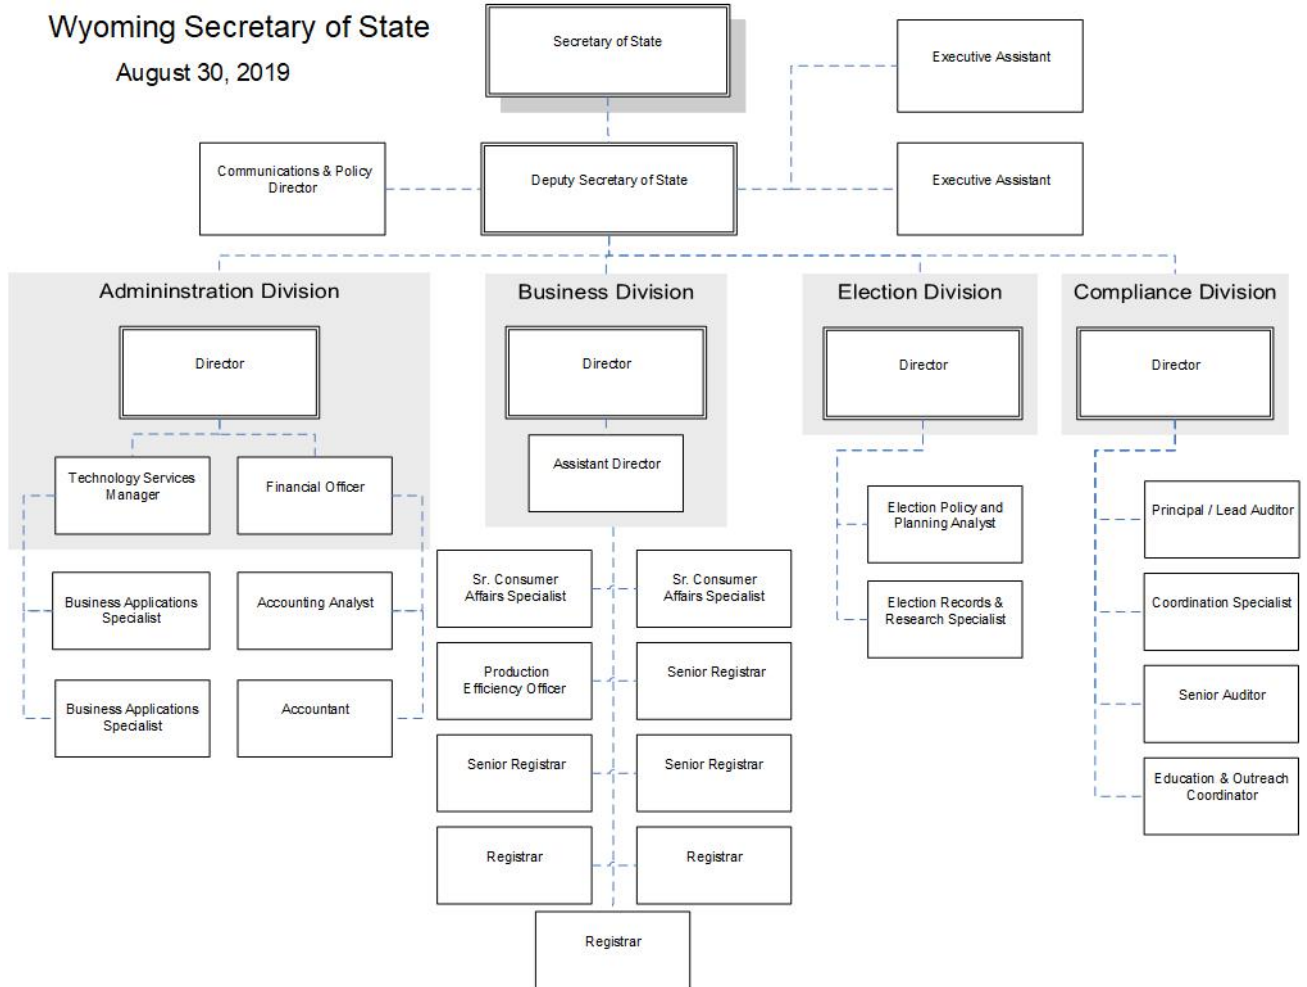 Wyoming Secretary of State
August 30, 2019
Secretary of State
Executive Assistant
Communications & Policy
Director
Deputy Secretary of State
Executive Assistant
Admininstration Division
Director
Technology Services
Manager
Financial Officer
Business Applications
Specialist
Accounting Analyst
Business Applications
Specialist
Accountant
Business Division
Director
Assistant Director
Sr. Consumer
Affairs Specialist
Sr. Consumer
Affairs Specialist
Production
Efficiency Officer
Senior Registrar
Senior Registrar
Senior Registrar
Registrar
Registrar
Registrar
Election Division
Director
Election Policy and
Planning Analyst
Election Records &
Research Specialist
Compliance Division
Director
Principal / Lead Auditor
Coordination Specialist
Senior Auditor
Education & Outreach
Coordinator